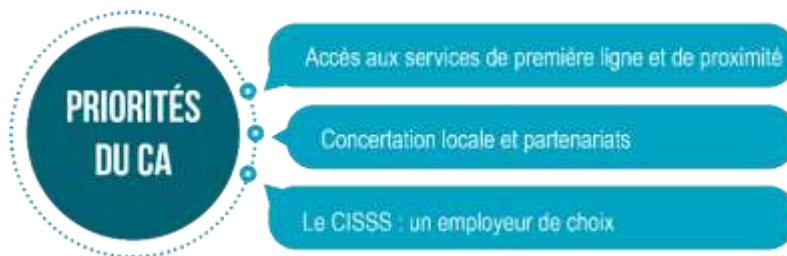 PRIORITÉS
DU CA
Accès aux services de première ligne et de proximité
Concertation locale et partenariats
Le CISSS : un employeur de choix